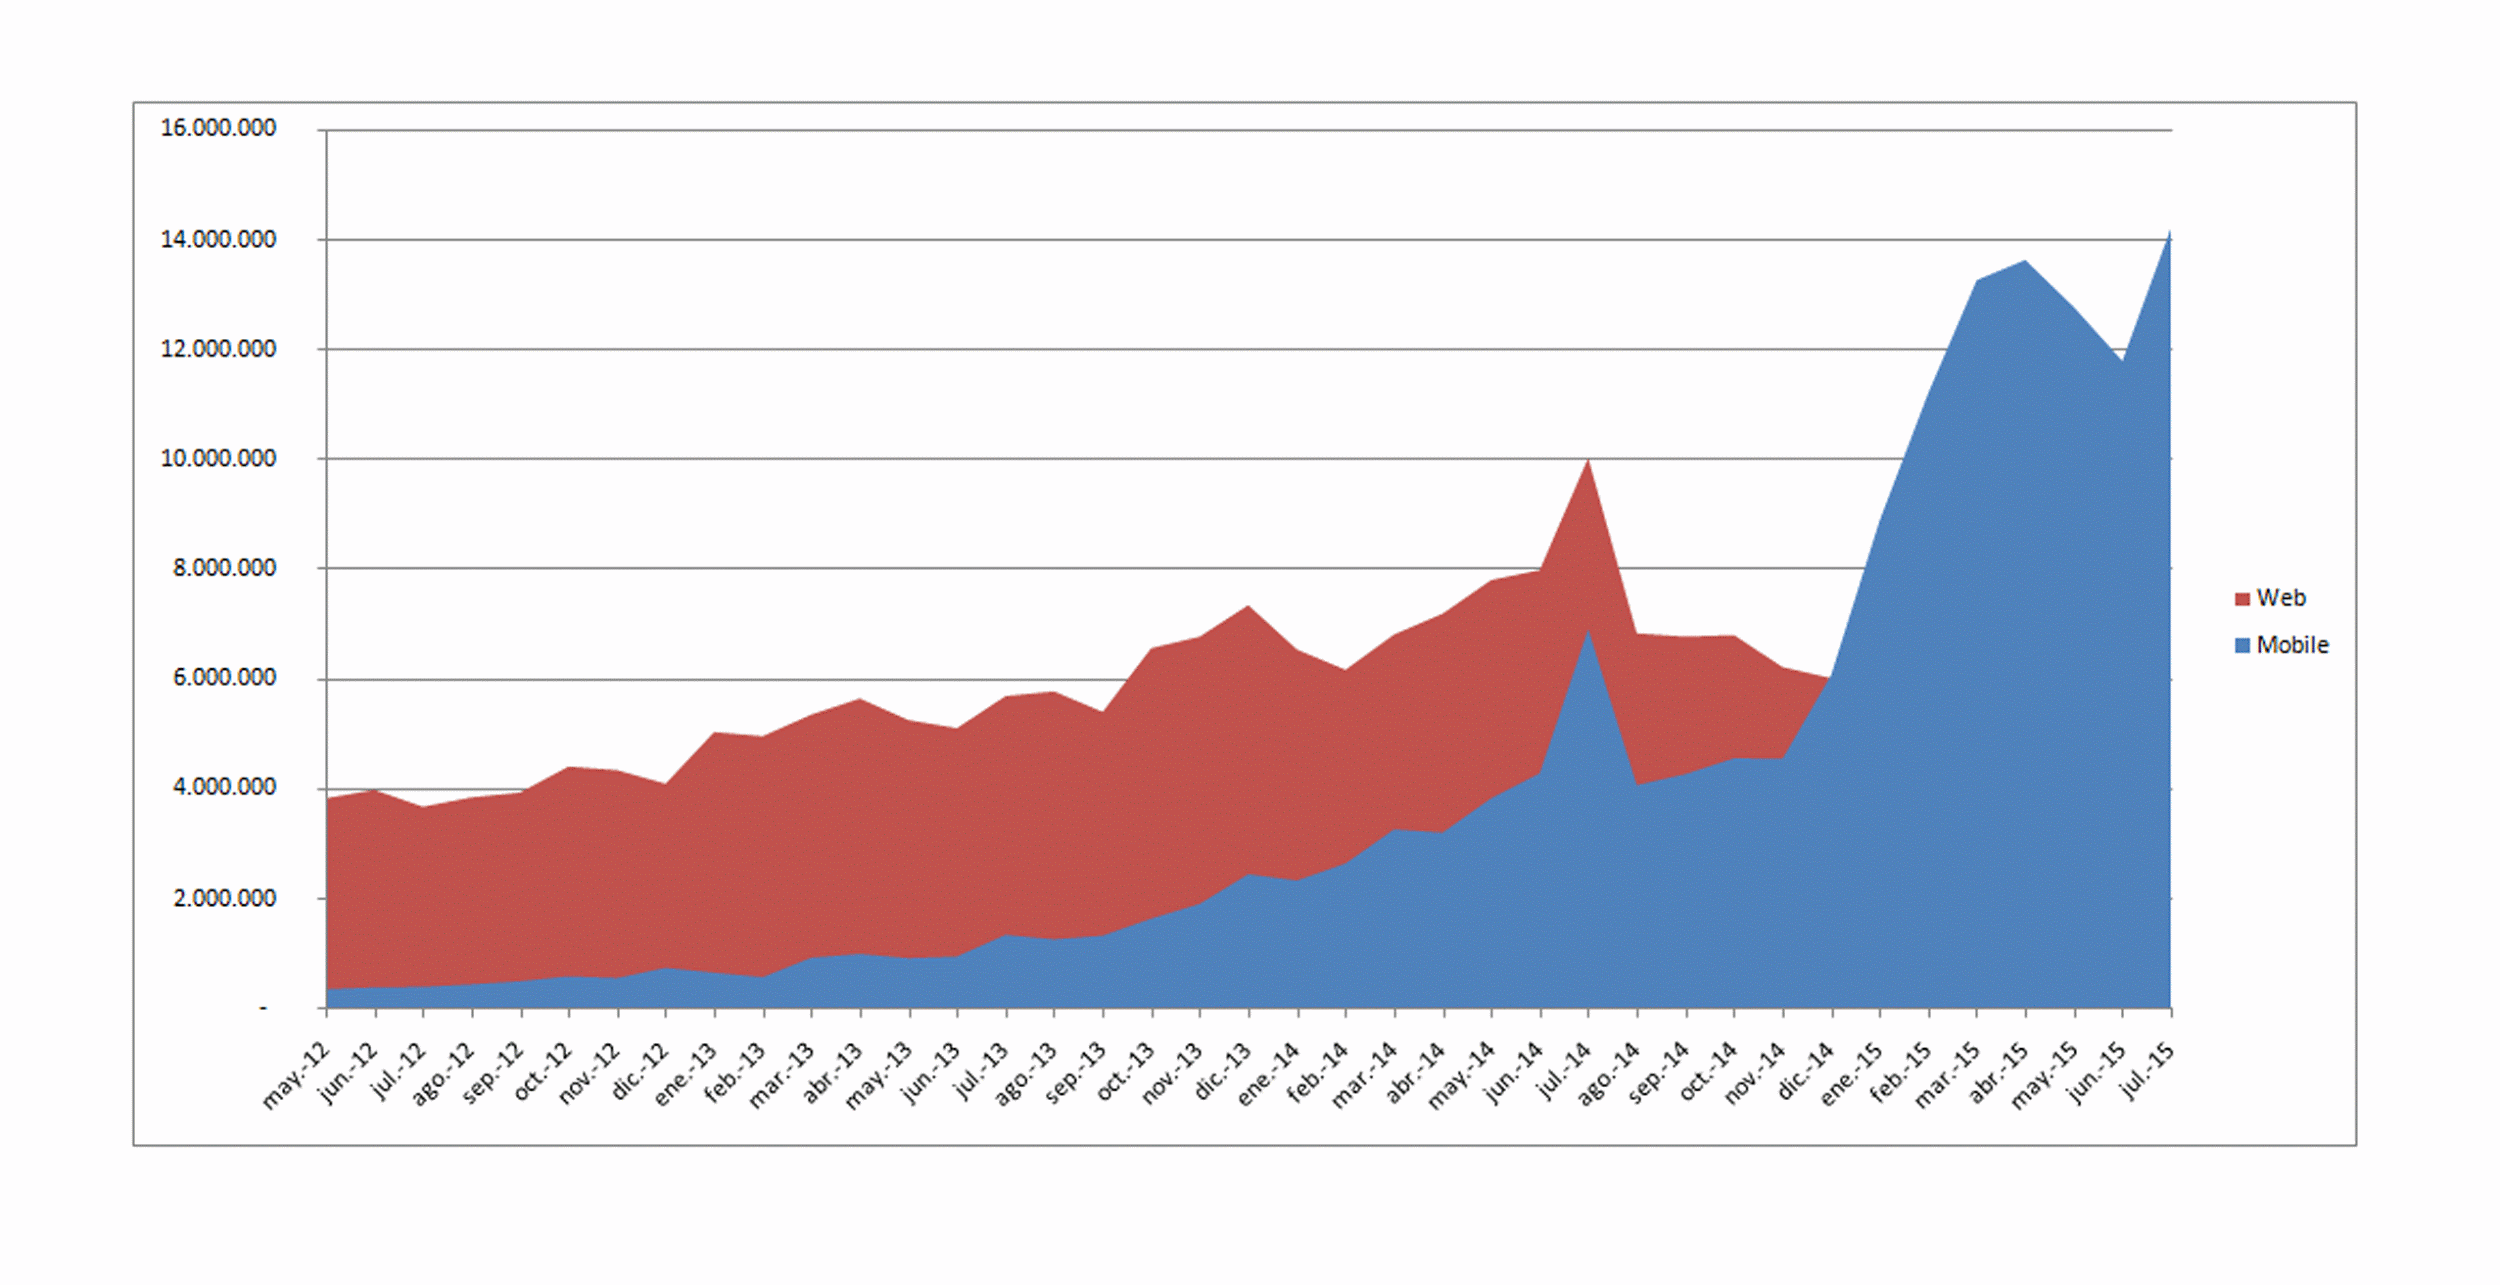 16.000.000
14.000.000
12.000.000
10.000.000
8.000.000
6.000.000
4.000.000
2.000.000
-
Web
Mobile
may.-12
jun.-12
jul.-12
ago.-12
sep.-12
oct.-12
nov.-12
dic.-12
ene.-13
feb.-13
mar.-13
abr.-13
may.-13
jun.-13
jul.-13
ago.-13
sep.-13
oct.-13
nov.-13
dic.-13
ene.-14
feb.-14
mar.-14
abr.-14
may.-14
jun.-14
jul.-14
ago.-14
sep.-14
oct.-14
nov.-14
dic.-14
ene.-15
feb.-15
mar.-15
abr.-15
may.-15
jun.-15
jul.-15